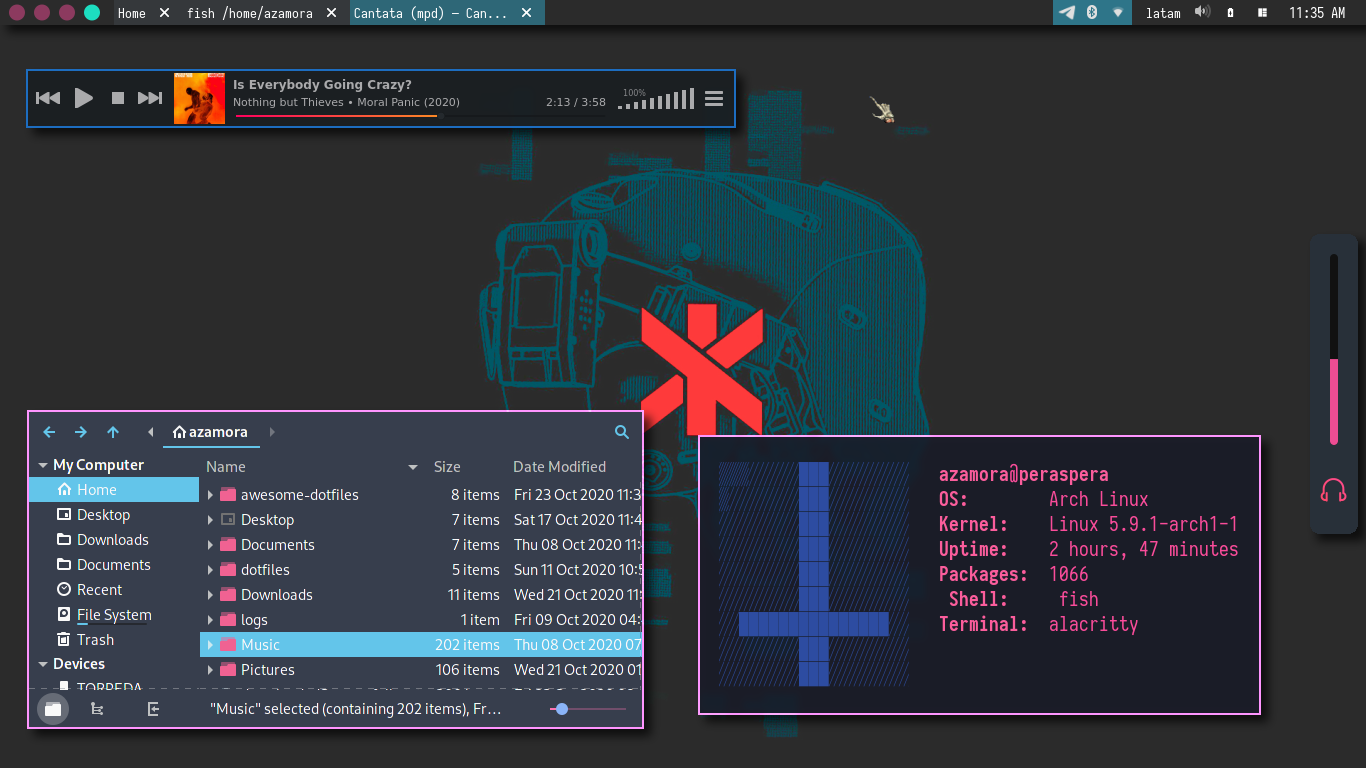 Home fish /home/azamora Cantata (mpd) — Can... latam 11:35 AM
Is Everybody Going Crazy?
Nothing but Thieves • Moral Panic (2020) 2:13 / 3:58 100%
azamora
My Computer
Home
Desktop
Downloads
Documents
Recent
File System
Trash
Devices
TORPEDA
Name Size Date Modified
awesome-dotfiles 8 items Fri 23 Oct 2020 11:3
Desktop 7 items Sat 17 Oct 2020 11:4
Documents 7 items Thu 08 Oct 2020 11:
dotfiles 5 items Sun 11 Oct 2020 10:5
Downloads 11 items Wed 21 Oct 2020 11:
logs 1 item Fri 09 Oct 2020 04:
Music 202 items Thu 08 Oct 2020 07
Pictures 106 items Wed 21 Oct 2020 01
"Music" selected (containing 202 items), Fr...
azamora@peraspera
OS: Arch Linux
Kernel: Linux 5.9.1-arch1-1
Uptime: 2 hours, 47 minutes
Packages: 1066
Shell: fish
Terminal: alacritty